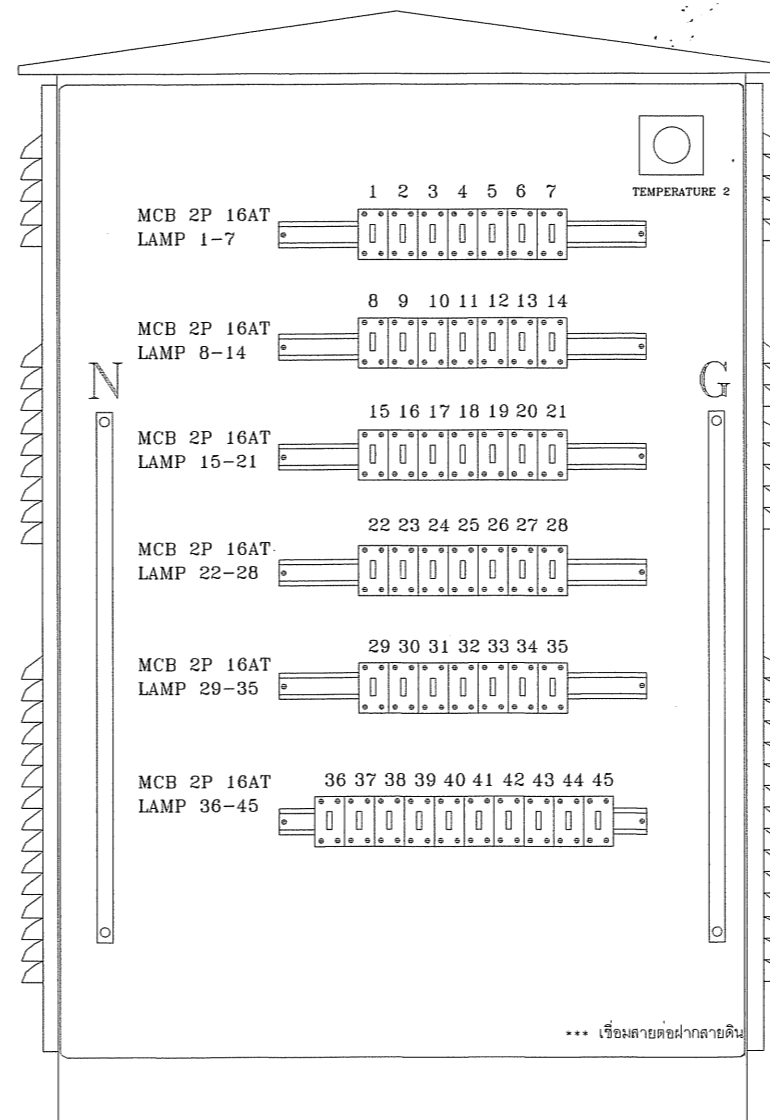 TEMPERATURE 2
1 2 3 4 5 6 7
MCB 2P 16AT
LAMP 1-7
8 9 10 11 12 13 14
MCB 2P 16AT
LAMP 8-14
N
G
15 16 17 18 19 20 21
MCB 2P 16AT
LAMP 15-21
22 23 24 25 26 27 28
MCB 2P 16AT
LAMP 22-28
29 30 31 32 33 34 35
MCB 2P 16AT
LAMP 29-35
36 37 38 39 40 41 42 43 44 45
MCB 2P 16AT
LAMP 36-45
*** เชื่อมสายต่อฝากสายดิน